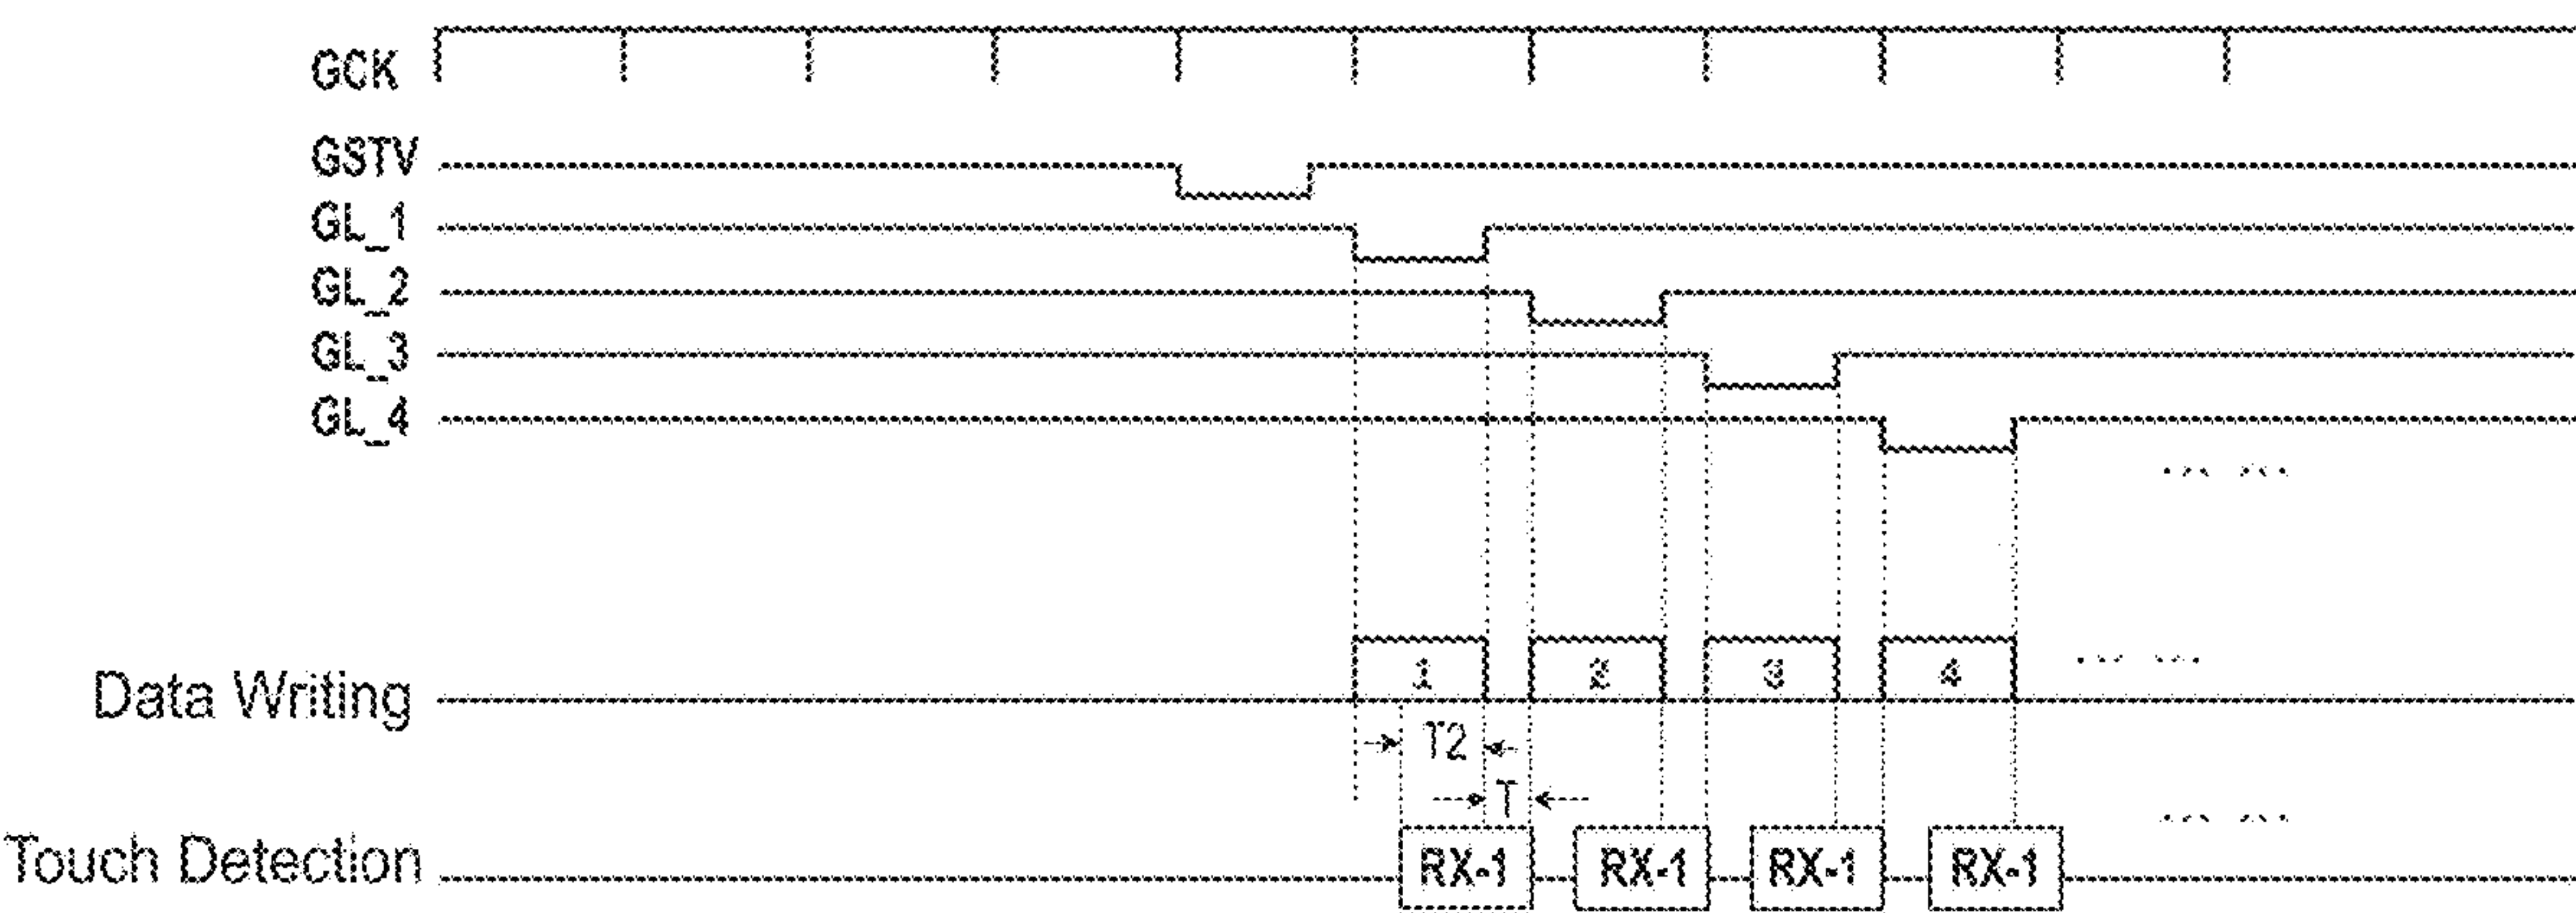 GCK
GSTV
GL_1
GL_2
GL_3
GL_4
... ...
Data Writing 1 2 3 4 ... ...
T2
T
... ...
Touch Detection RX-1 RX-1 RX-1 RX-1